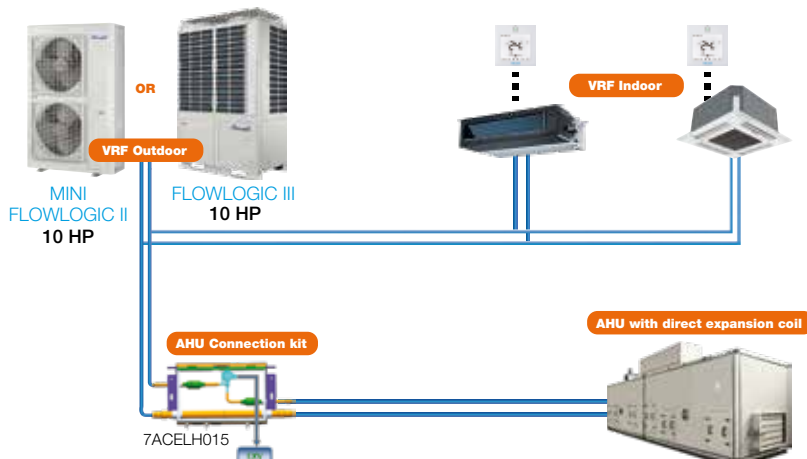 OR
VRF Outdoor
MINI
FLOWLOGIC II
10 HP
FLOWLOGIC III
10 HP
VRF Indoor
AHU Connection kit
7ACELH015
AHU with direct expansion coil